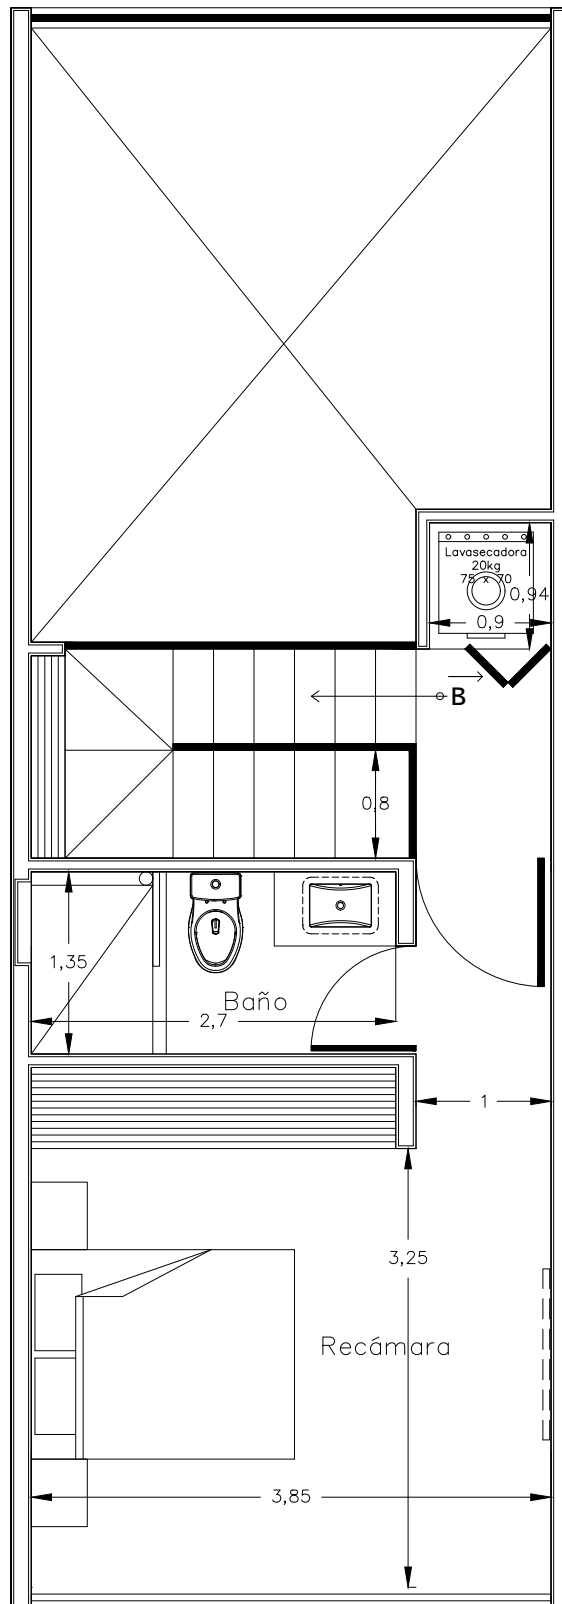 Lavasecadora
20kg
75 x 70
0,94
0,9
B
0,8
1,35
Baño
2,7
1
3,25
Recámara
3,85